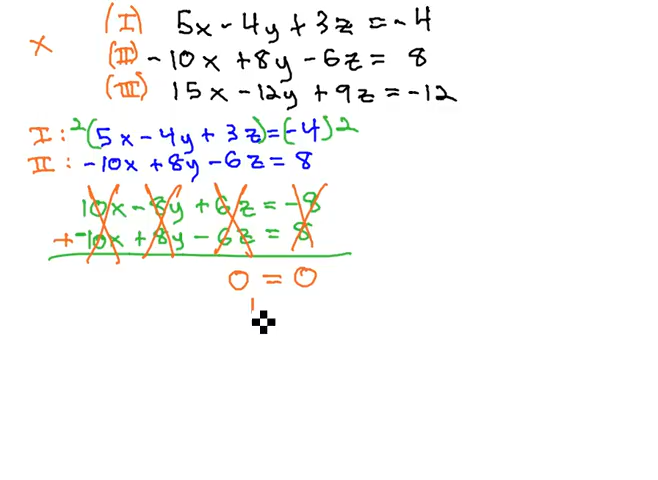 (I) 5x - 4y + 3z = -4
x (II) -10x + 8y - 6z = 8
(III) 15x - 12y + 9z = -12
I: 2(5x - 4y + 3z) = (-4)2
II: -10x + 8y - 6z = 8
10x - 8y + 6z = -8
+ -10x + 8y - 6z = 8
0 = 0